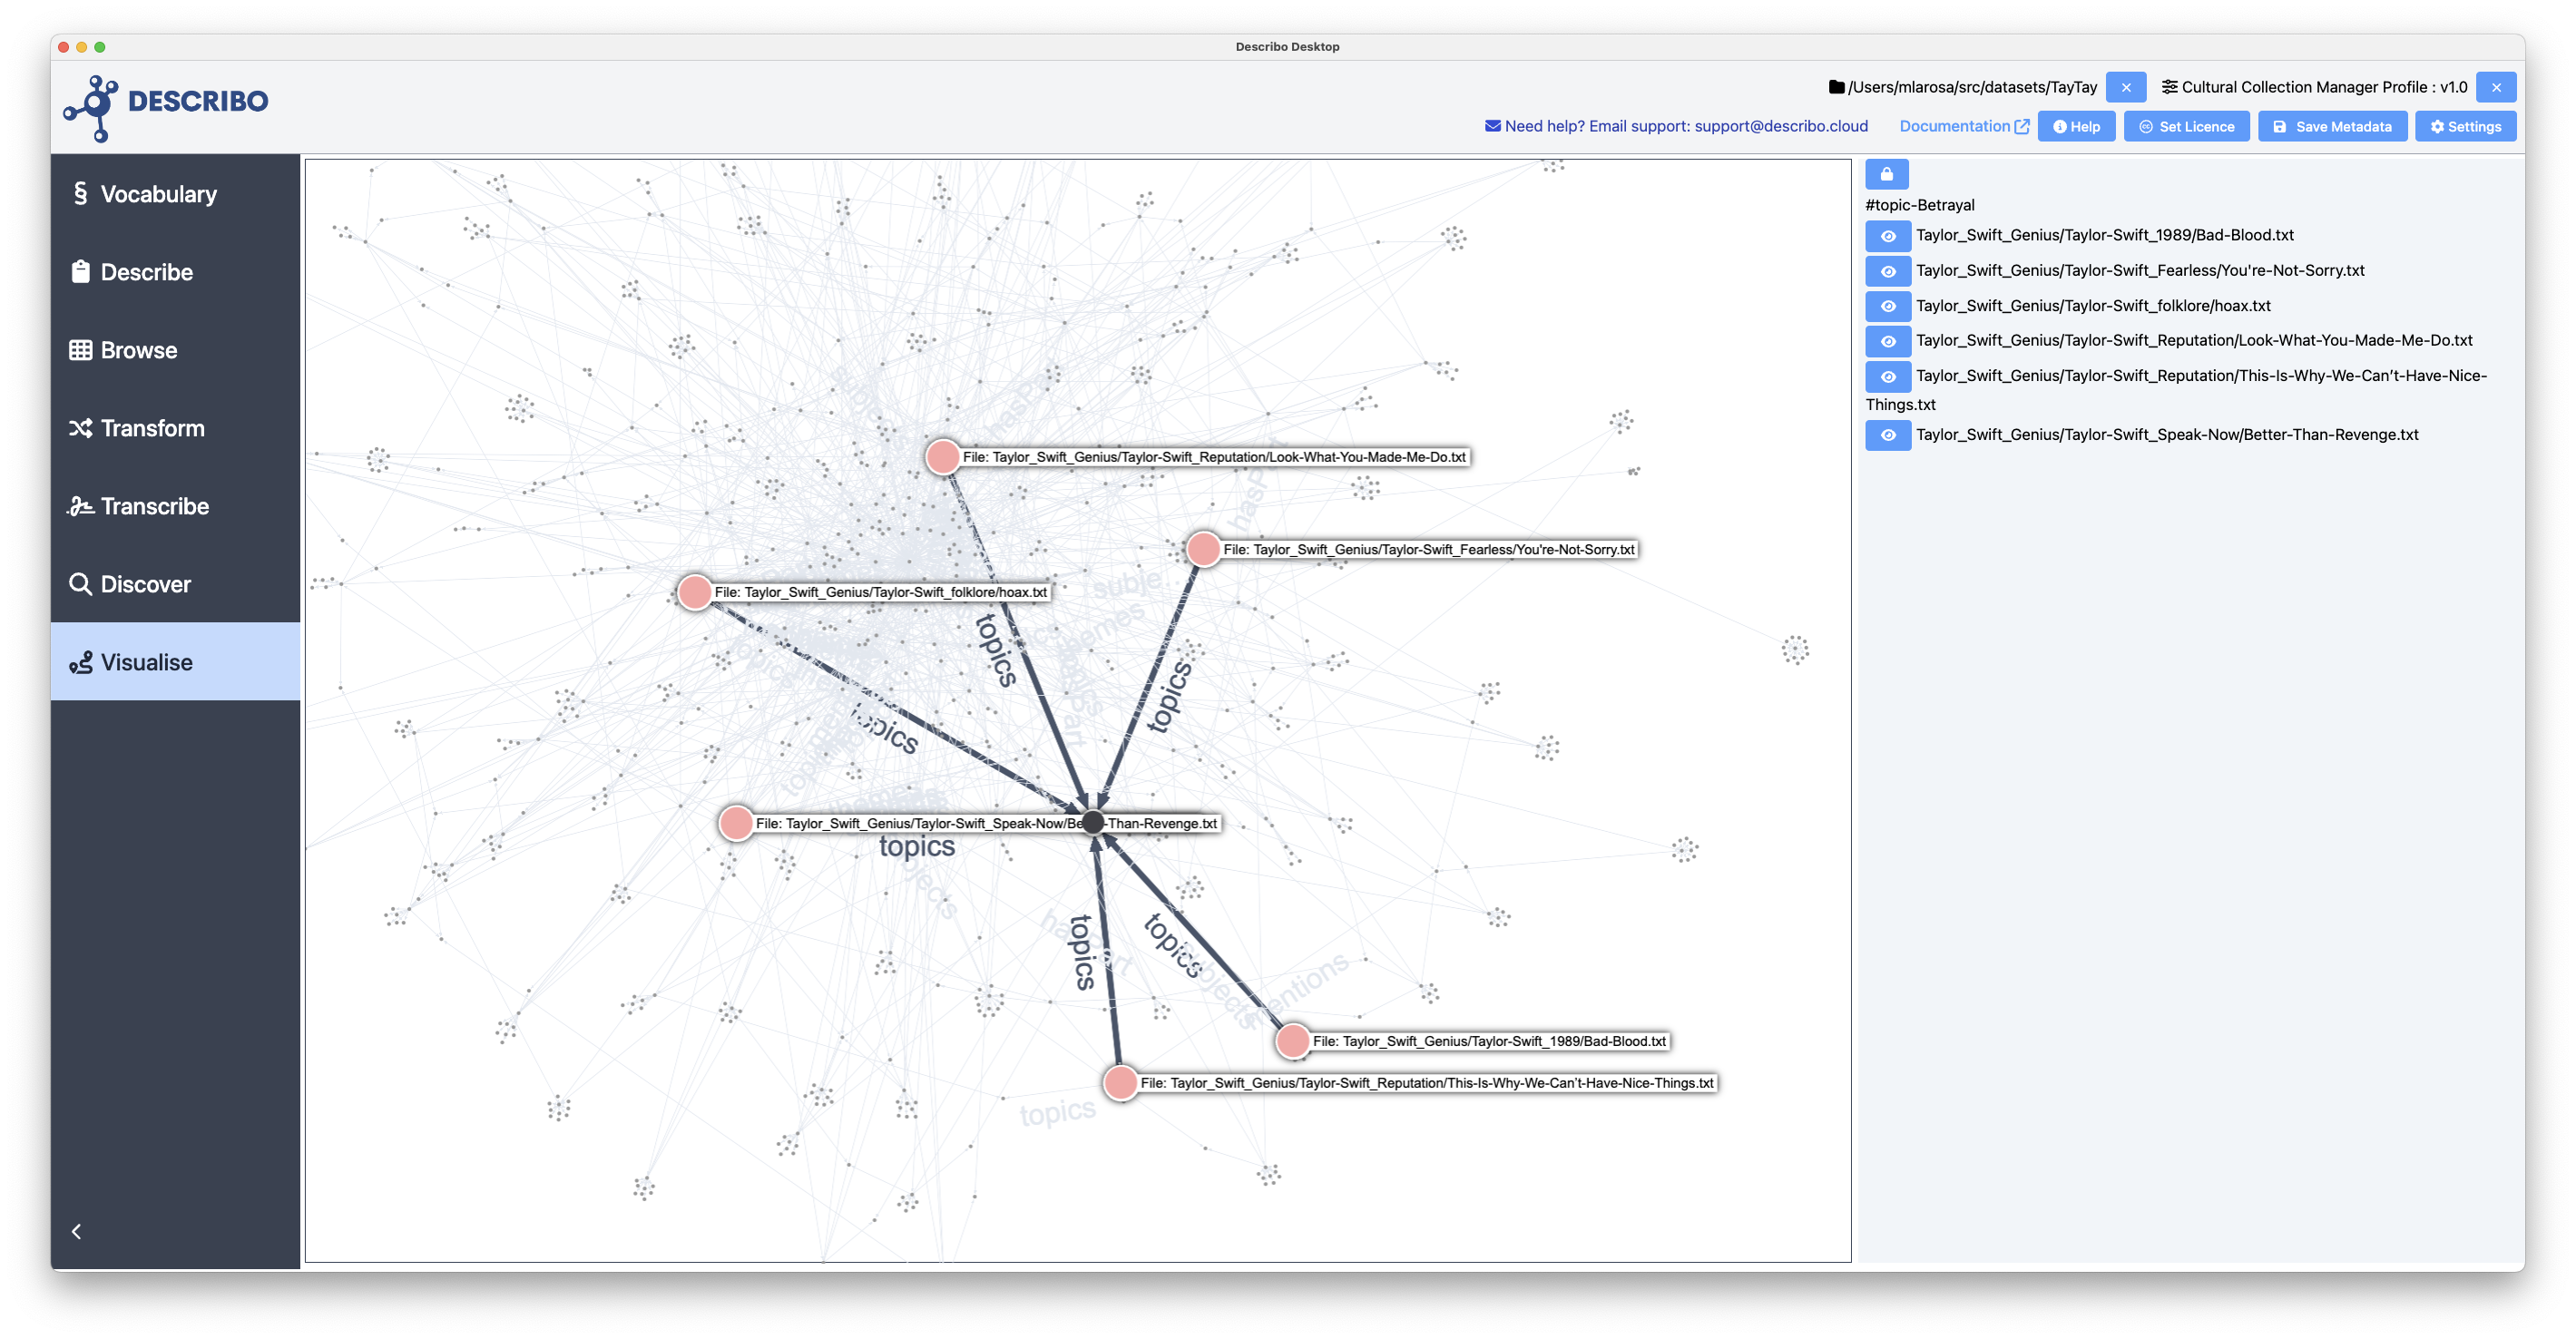 Describo Desktop
DESCRIBO
/Users/mlarosa/src/datasets/TayTay
Cultural Collection Manager Profile : v1.0
Need help? Email support: support@describo.cloud
Documentation
Help
Set Licence
Save Metadata
Settings
Vocabulary
Describe
Browse
Transform
Transcribe
Discover
Visualise
hasPart
File: Taylor_Swift_Genius/Taylor-Swift_Reputation/Look-What-You-Made-Me-Do.txt
File: Taylor_Swift_Genius/Taylor-Swift_Fearless/You're-Not-Sorry.txt
subje...
File: Taylor_Swift_Genius/Taylor-Swift_folklore/hoax.txt
themes
topics
topics
topics
File: Taylor_Swift_Genius/Taylor-Swift_Speak-Now/Be -Than-Revenge.txt
topics
topics
topics
hasPart
subjects
File: Taylor_Swift_Genius/Taylor-Swift_1989/Bad-Blood.txt
File: Taylor_Swift_Genius/Taylor-Swift_Reputation/This-Is-Why-We-Can't-Have-Nice-Things.txt
topics
#topic-Betrayal
Taylor_Swift_Genius/Taylor-Swift_1989/Bad-Blood.txt
Taylor_Swift_Genius/Taylor-Swift_Fearless/You're-Not-Sorry.txt
Taylor_Swift_Genius/Taylor-Swift_folklore/hoax.txt
Taylor_Swift_Genius/Taylor-Swift_Reputation/Look-What-You-Made-Me-Do.txt
Taylor_Swift_Genius/Taylor-Swift_Reputation/This-Is-Why-We-Can't-Have-Nice-
Things.txt
Taylor_Swift_Genius/Taylor-Swift_Speak-Now/Better-Than-Revenge.txt